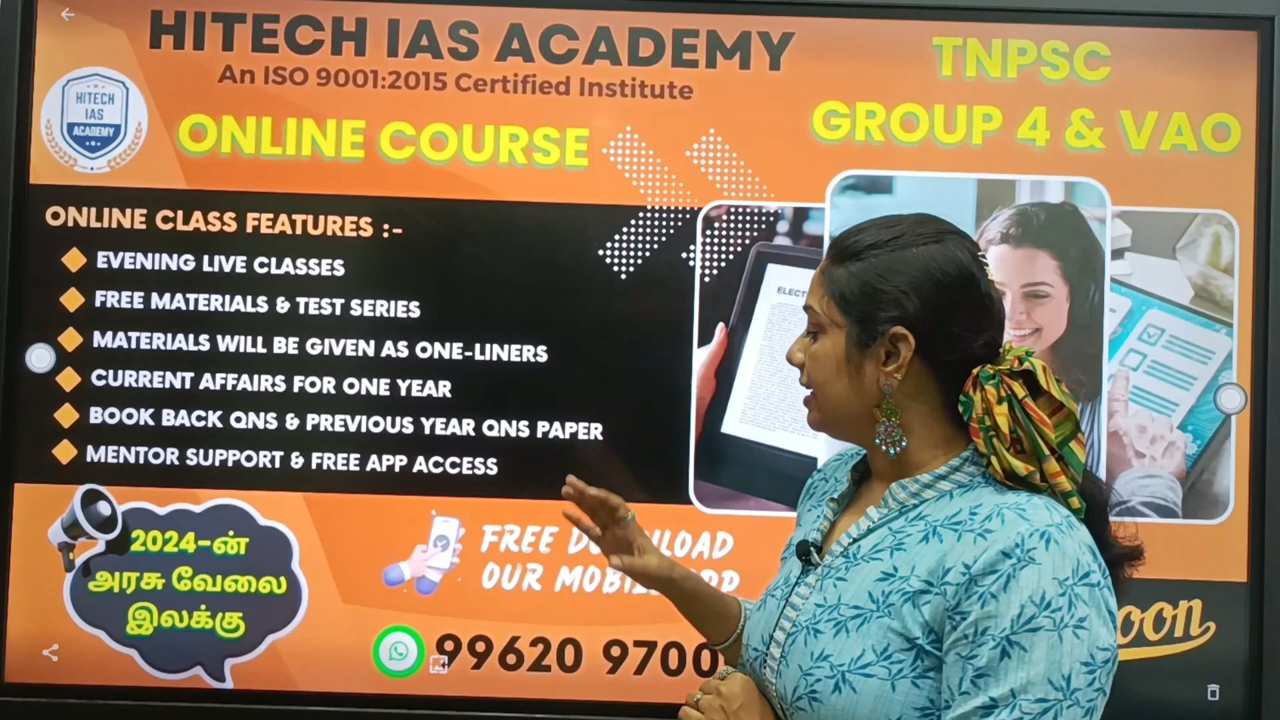 HITECH IAS ACADEMY
An ISO 9001:2015 Certified Institute
ONLINE COURSE
TNPSC
GROUP 4 & VAO
HITECH
IAS
ACADEMY
ONLINE CLASS FEATURES :-
EVENING LIVE CLASSES
FREE MATERIALS & TEST SERIES
MATERIALS WILL BE GIVEN AS ONE-LINERS
CURRENT AFFAIRS FOR ONE YEAR
BOOK BACK QNS & PREVIOUS YEAR QNS PAPER
MENTOR SUPPORT & FREE APP ACCESS
2024-ன்
அரசு வேலை
இலக்கு
FREE
OUR
99620 9700